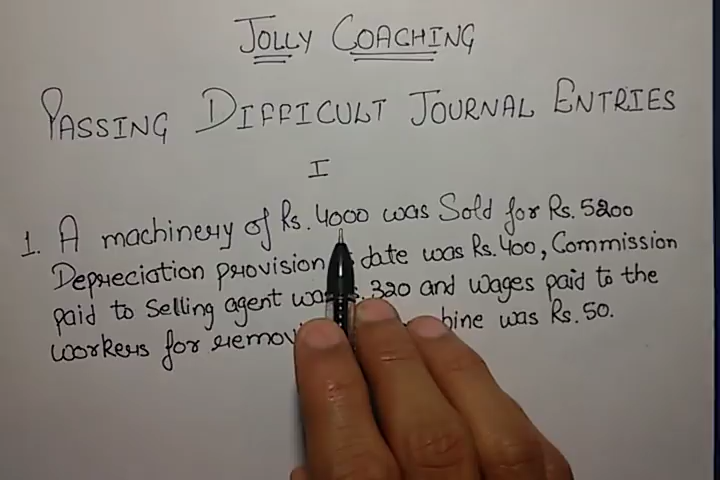 JOLLY COACHING
PASSING DIFFICULT JOURNAL ENTRIES
I
1. A machinery of Rs. 4000 was Sold for Rs. 5200
Depreciation provision date was Rs. 400, Commission
paid to selling agent was 320 and wages paid to the
workers for was Rs. 50.